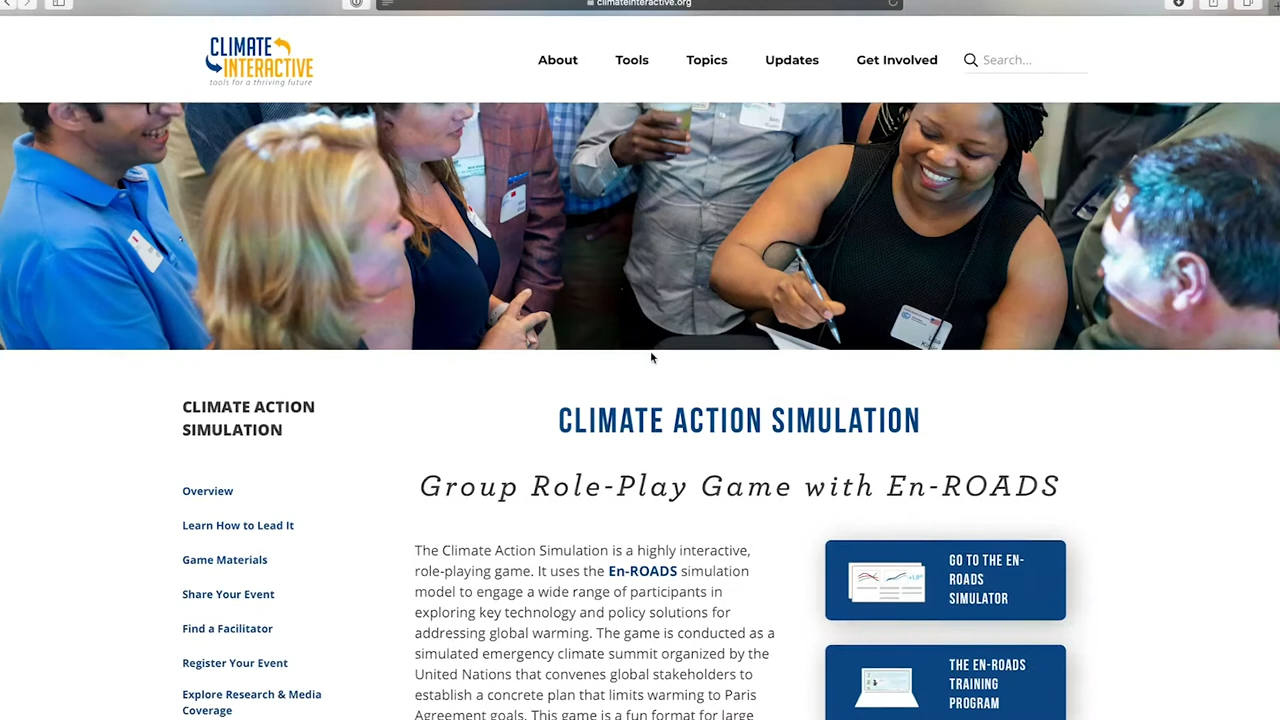 climateinteractive.org
CLIMATE
INTERACTIVE
tools for a thriving future
About
Tools
Topics
Updates
Get Involved
Search...
CLIMATE ACTION
SIMULATION
Overview
Learn How to Lead It
Game Materials
Share Your Event
Find a Facilitator
Register Your Event
Explore Research & Media
Coverage
CLIMATE ACTION SIMULATION
Group Role-Play Game with En-ROADS
The Climate Action Simulation is a highly interactive,
role-playing game. It uses the En-ROADS simulation
model to engage a wide range of participants in
exploring key technology and policy solutions for
addressing global warming. The game is conducted as a
simulated emergency climate summit organized by the
United Nations that convenes global stakeholders to
establish a concrete plan that limits warming to Paris
Agreement goals. This game is a fun format for large
GO TO THE EN-
ROADS
SIMULATOR
THE EN-ROADS
TRAINING
PROGRAM